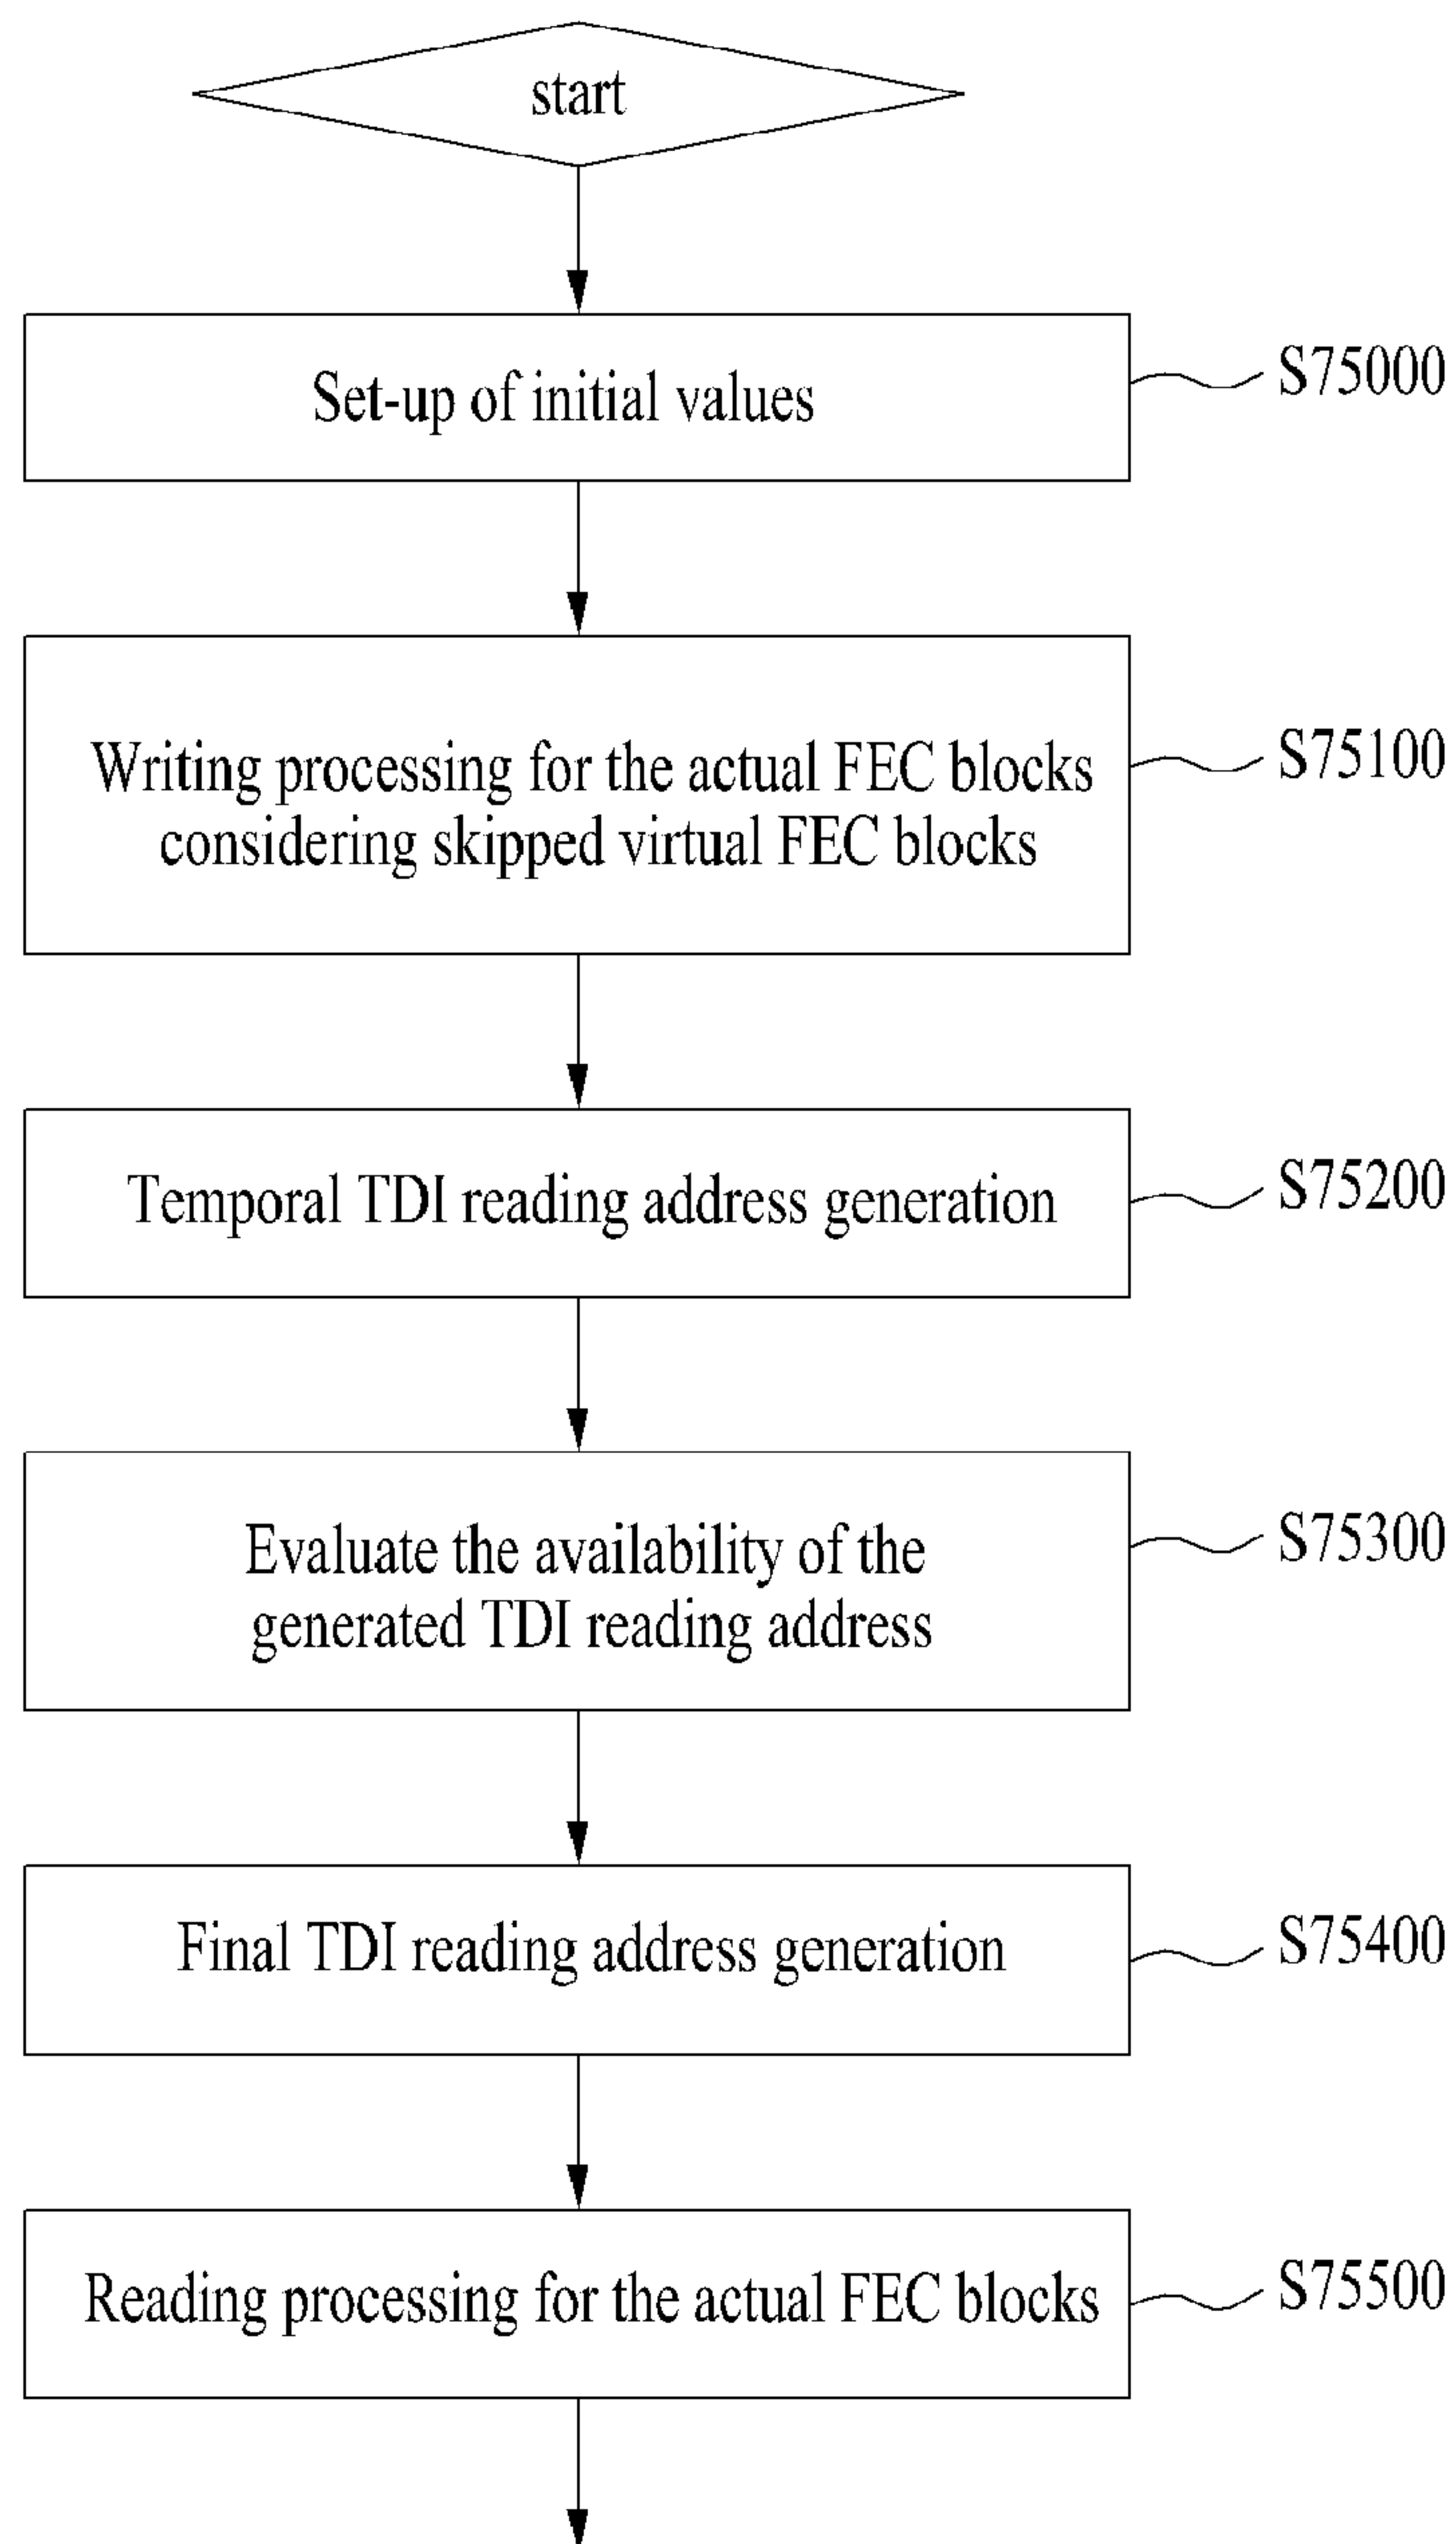 start
Set-up of initial values
S75000
Writing processing for the actual FEC blocks
considering skipped virtual FEC blocks
S75100
Temporal TDI reading address generation
S75200
Evaluate the availability of the
generated TDI reading address
S75300
Final TDI reading address generation
S75400
Reading processing for the actual FEC blocks
S75500